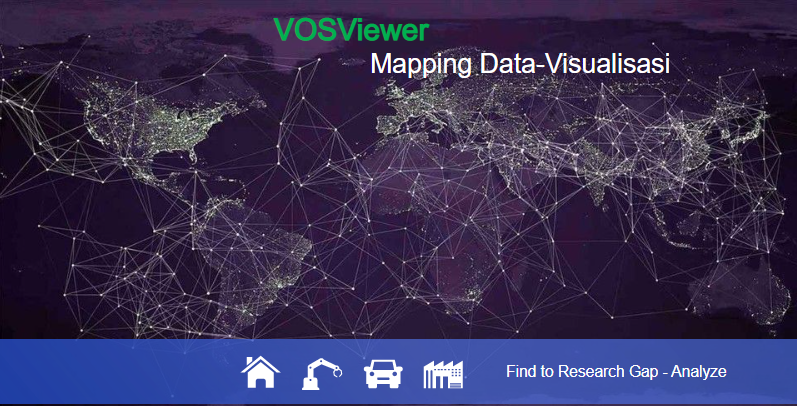 VOSViewer
Mapping Data-Visualisasi
Find to Research Gap - Analyze